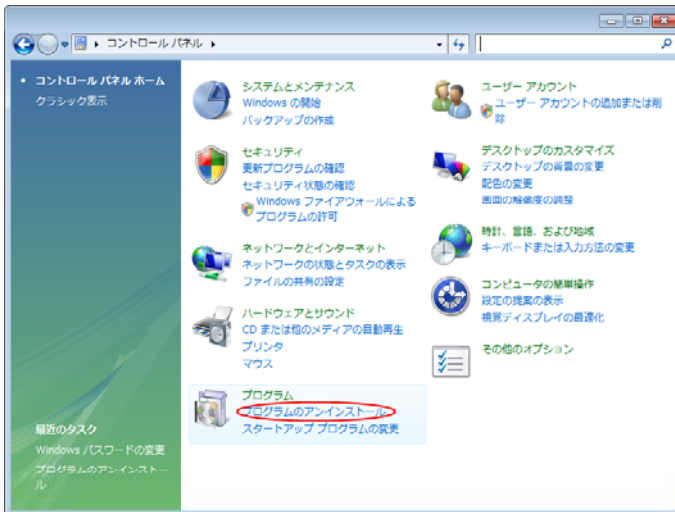 コントロール パネル
コントロール パネル ホーム
クラシック表示
システムとメンテナンス
Windows の開始
バックアップの作成
セキュリティ
更新プログラムの確認
セキュリティ状態の確認
Windows ファイアウォールによる
プログラムの許可
ネットワークとインターネット
ネットワークの状態とタスクの表示
ファイルの共有の設定
ハードウェアとサウンド
CD または他のメディアの自動再生
プリンタ
マウス
プログラム
プログラムのアンインストール
スタートアップ プログラムの変更
ユーザー アカウント
ユーザー アカウントの追加または削
除
デスクトップのカスタマイズ
デスクトップの背景の変更
配色の変更
画面の解像度の調整
時計、言語、および地域
キーボードまたは入力方法の変更
コンピュータの簡単操作
設定の提案の表示
視覚ディスプレイの最適化
その他のオプション
最近のタスク
Windows パスワードの変更
プログラムのアンインストー
ル